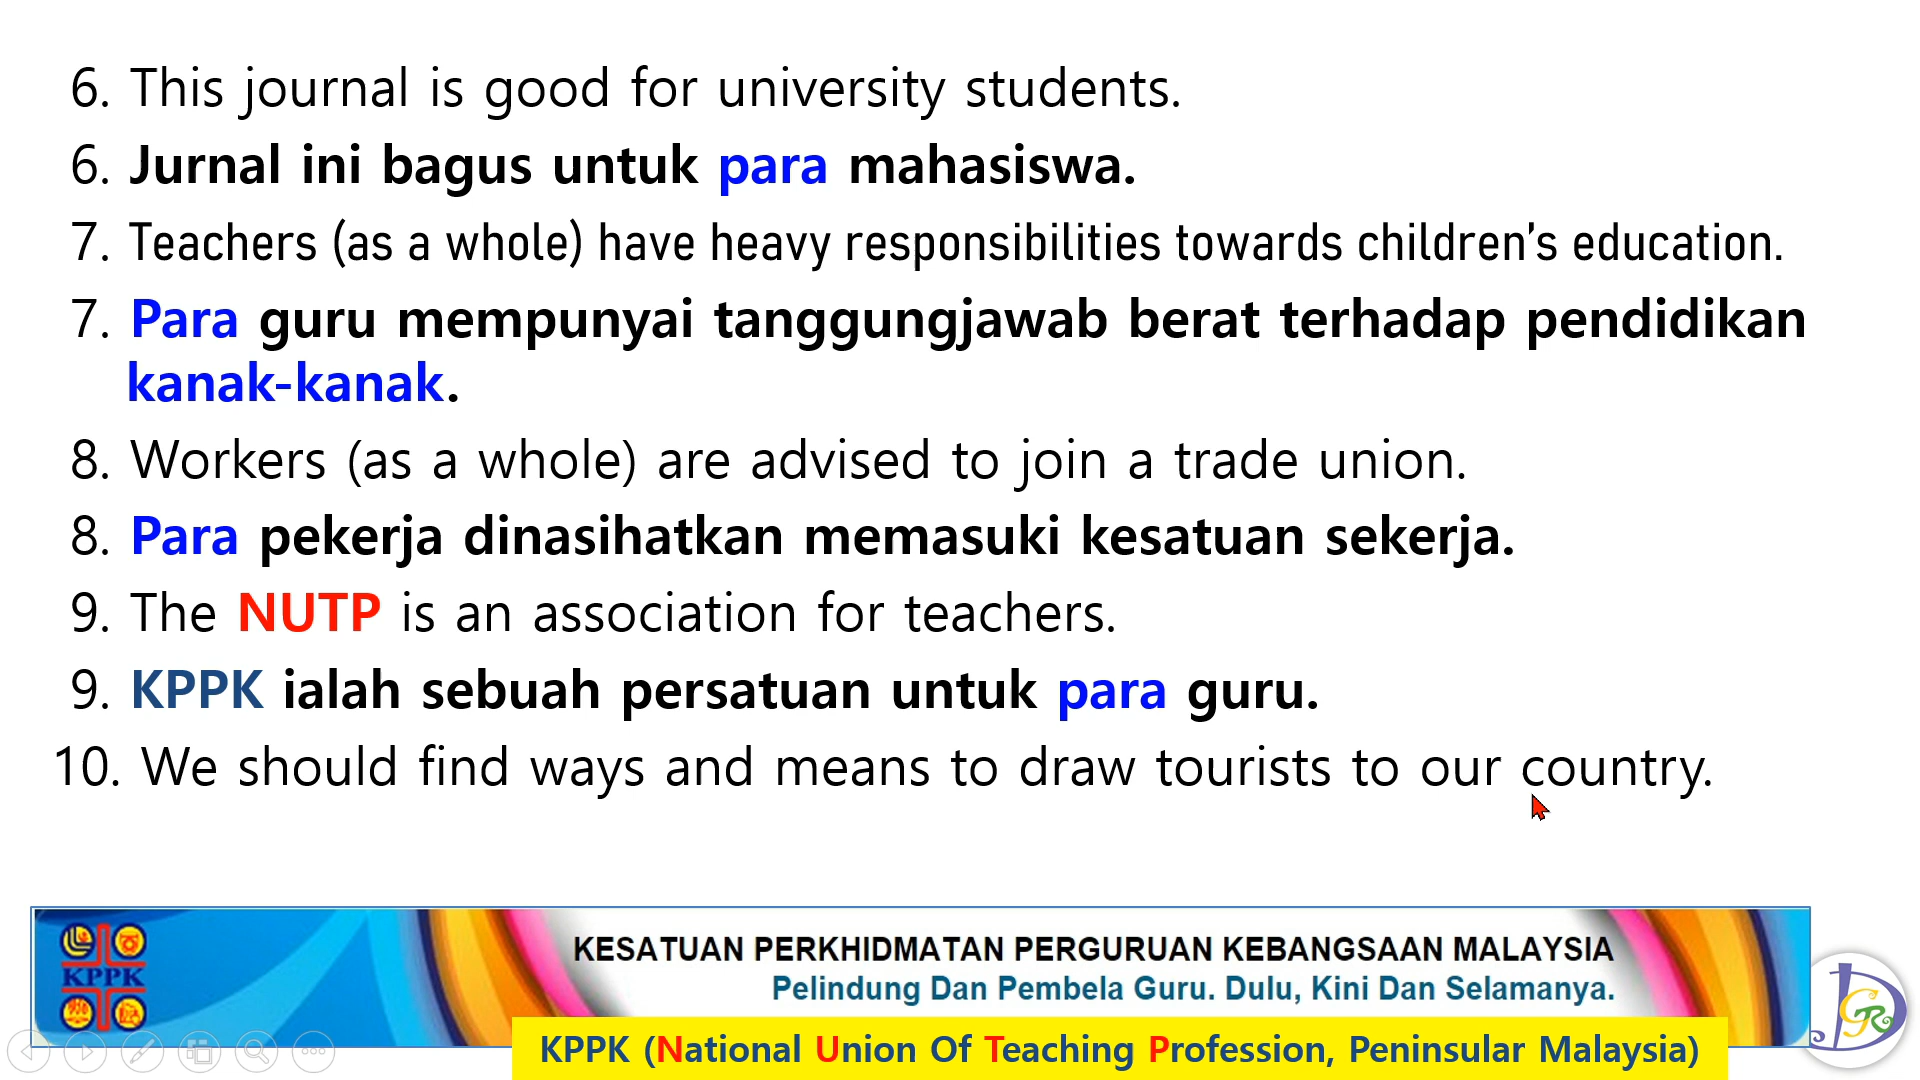 6. This journal is good for university students.
6. Jurnal ini bagus untuk para mahasiswa.
7. Teachers (as a whole) have heavy responsibilities towards children's education.
7. Para guru mempunyai tanggungjawab berat terhadap pendidikan
kanak-kanak.
8. Workers (as a whole) are advised to join a trade union.
8. Para pekerja dinasihatkan memasuki kesatuan sekerja.
9. The NUTP is an association for teachers.
9. KPPK ialah sebuah persatuan untuk para guru.
10. We should find ways and means to draw tourists to our country.
KPPK
KESATUAN PERKHIDMATAN PERGURUAN KEBANGSAAN MALAYSIA
Pelindung Dan Pembela Guru. Dulu, Kini Dan Selamanya.
KPPK (National Union Of Teaching Profession, Peninsular Malaysia)